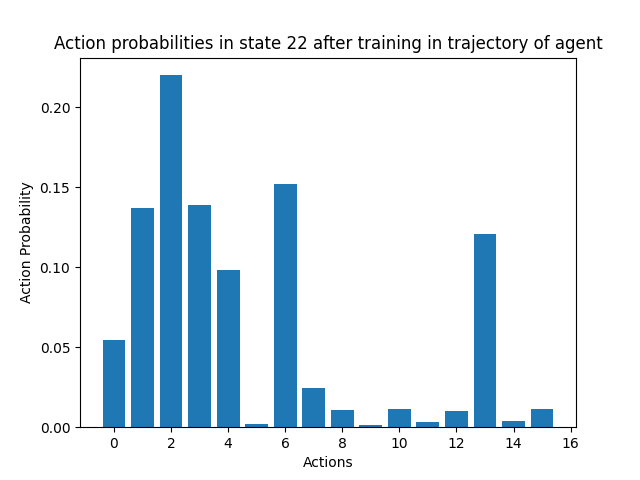 Action probabilities in state 22 after training in trajectory of agent
0.20
0.15
0.10
0.05
0.00
Action Probability
0 2 4 6 8 10 12 14 16
Actions